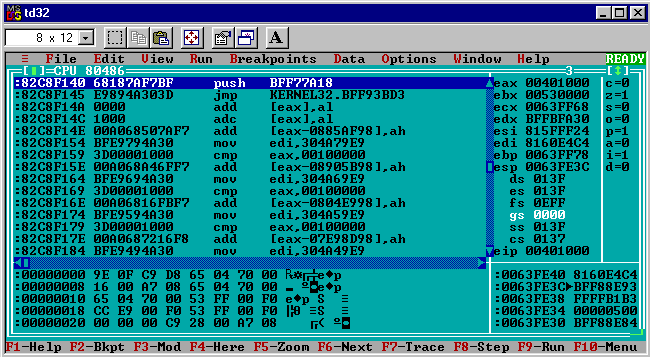 td32
8 x 12
≡ File Edit View Run Breakpoints Data Options Window Help READY
[■]=CPU 80486 3 [↕]
:82C8F140 68187AF7BF push BFF77A18 eax 00401000 c=0
:82C8F145 E9894A303D jmp KERNEL32.BFF93BD3 ebx 00530000 z=1
:82C8F14A 0000 add [eax],al ecx 0063FF68 s=0
:82C8F14C 1000 adc [eax],al edx BFFBFA30 o=0
:82C8F14E 00A068507AF7 add [eax-0885AF98],ah esi 815FFF24 p=1
:82C8F154 BFE9794A30 mov edi,304A79E9 edi 8160E4C4 a=0
:82C8F159 3D00001000 cmp eax,00100000 ebp 0063FF78 i=1
:82C8F15E 00A068A46FF7 add [eax-08905B98],ah esp 0063FE3C d=0
:82C8F164 BFE9694A30 mov edi,304A69E9 ds 013F
:82C8F169 3D00001000 cmp eax,00100000 es 013F
:82C8F16E 00A06816FBF7 add [eax-0804E998],ah fs 0EFF
:82C8F174 BFE9594A30 mov edi,304A59E9 gs 0000
:82C8F179 3D00001000 cmp eax,00100000 ss 013F
:82C8F17E 00A0687216F8 add [eax-07E98D98],ah cs 0137
:82C8F184 BFE9494A30 mov edi,304A49E9 eip 00401000
:00000000 9E 0F C9 D8 65 04 70 00 ₧☼╔╪e♦p :0063FE40 8160E4C4
:00000008 16 00 A7 08 65 04 70 00 ▬ º◘e♦p :0063FE3C►BFF88E93
:00000010 65 04 70 00 53 FF 00 F0 e♦p S ≡ :0063FE38 FFFFB1B3
:00000018 CC E9 00 F0 53 FF 00 F0 ╠Θ ≡S ≡ :0063FE34 00000500
:00000020 00 00 00 C9 28 00 A7 08 ╔( º◘ :0063FE30 BFF88E84
F1-Help F2-Bkpt F3-Mod F4-Here F5-Zoom F6-Next F7-Trace F8-Step F9-Run F10-Menu